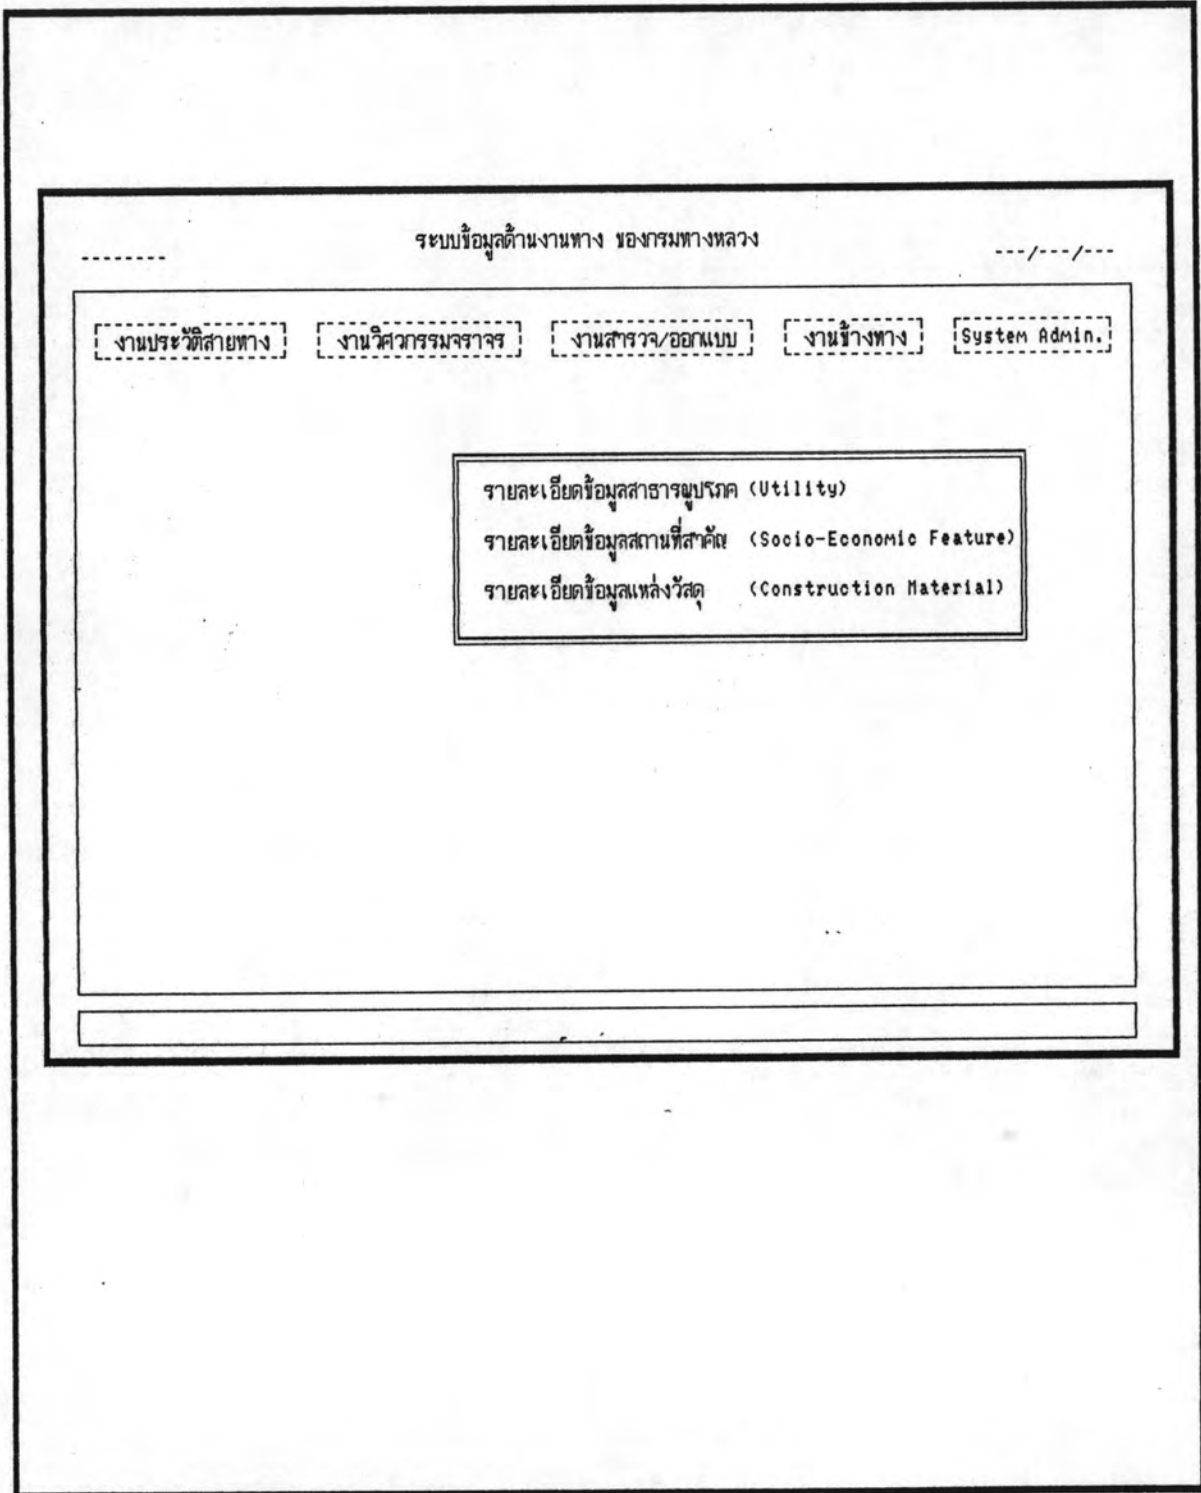 ระบบข้อมูลด้านงานทาง ของกรมทางหลวง
-------- ---/---/---
งานประวัติสายทาง งานวิศวกรรมจราจร งานสำรวจ/ออกแบบ งานข้างทาง System Admin.
รายละเอียดข้อมูลสาธารณูปโภค (Utility)
รายละเอียดข้อมูลสถานที่สำคัญ (Socio-Economic Feature)
รายละเอียดข้อมูลแหล่งวัสดุ (Construction Material)